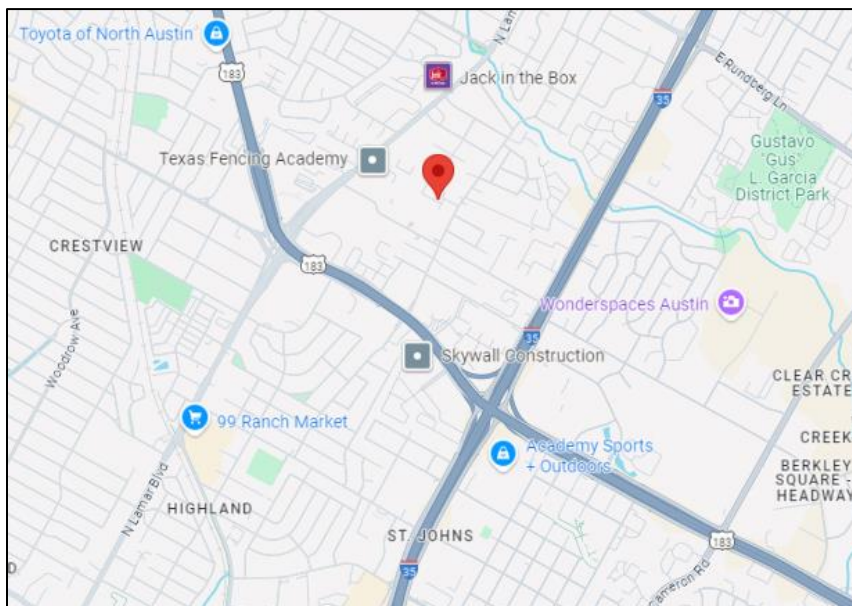 Toyota of North Austin
183
N Lamar
Jack in the Box
35
E Rundberg Ln
Gustavo
"Gus"
L. Garcia
District Park
Texas Fencing Academy
CRESTVIEW
183
Woodrow Ave
Wonderspaces Austin
35
Skywall Construction
CLEAR CR
ESTATE
99 Ranch Market
CREEK
Academy Sports
+ Outdoors
BERKLEY
SQUARE -
HEADWAY
N Lamar Blvd
HIGHLAND
ST. JOHNS
183
35
Cameron Rd
D